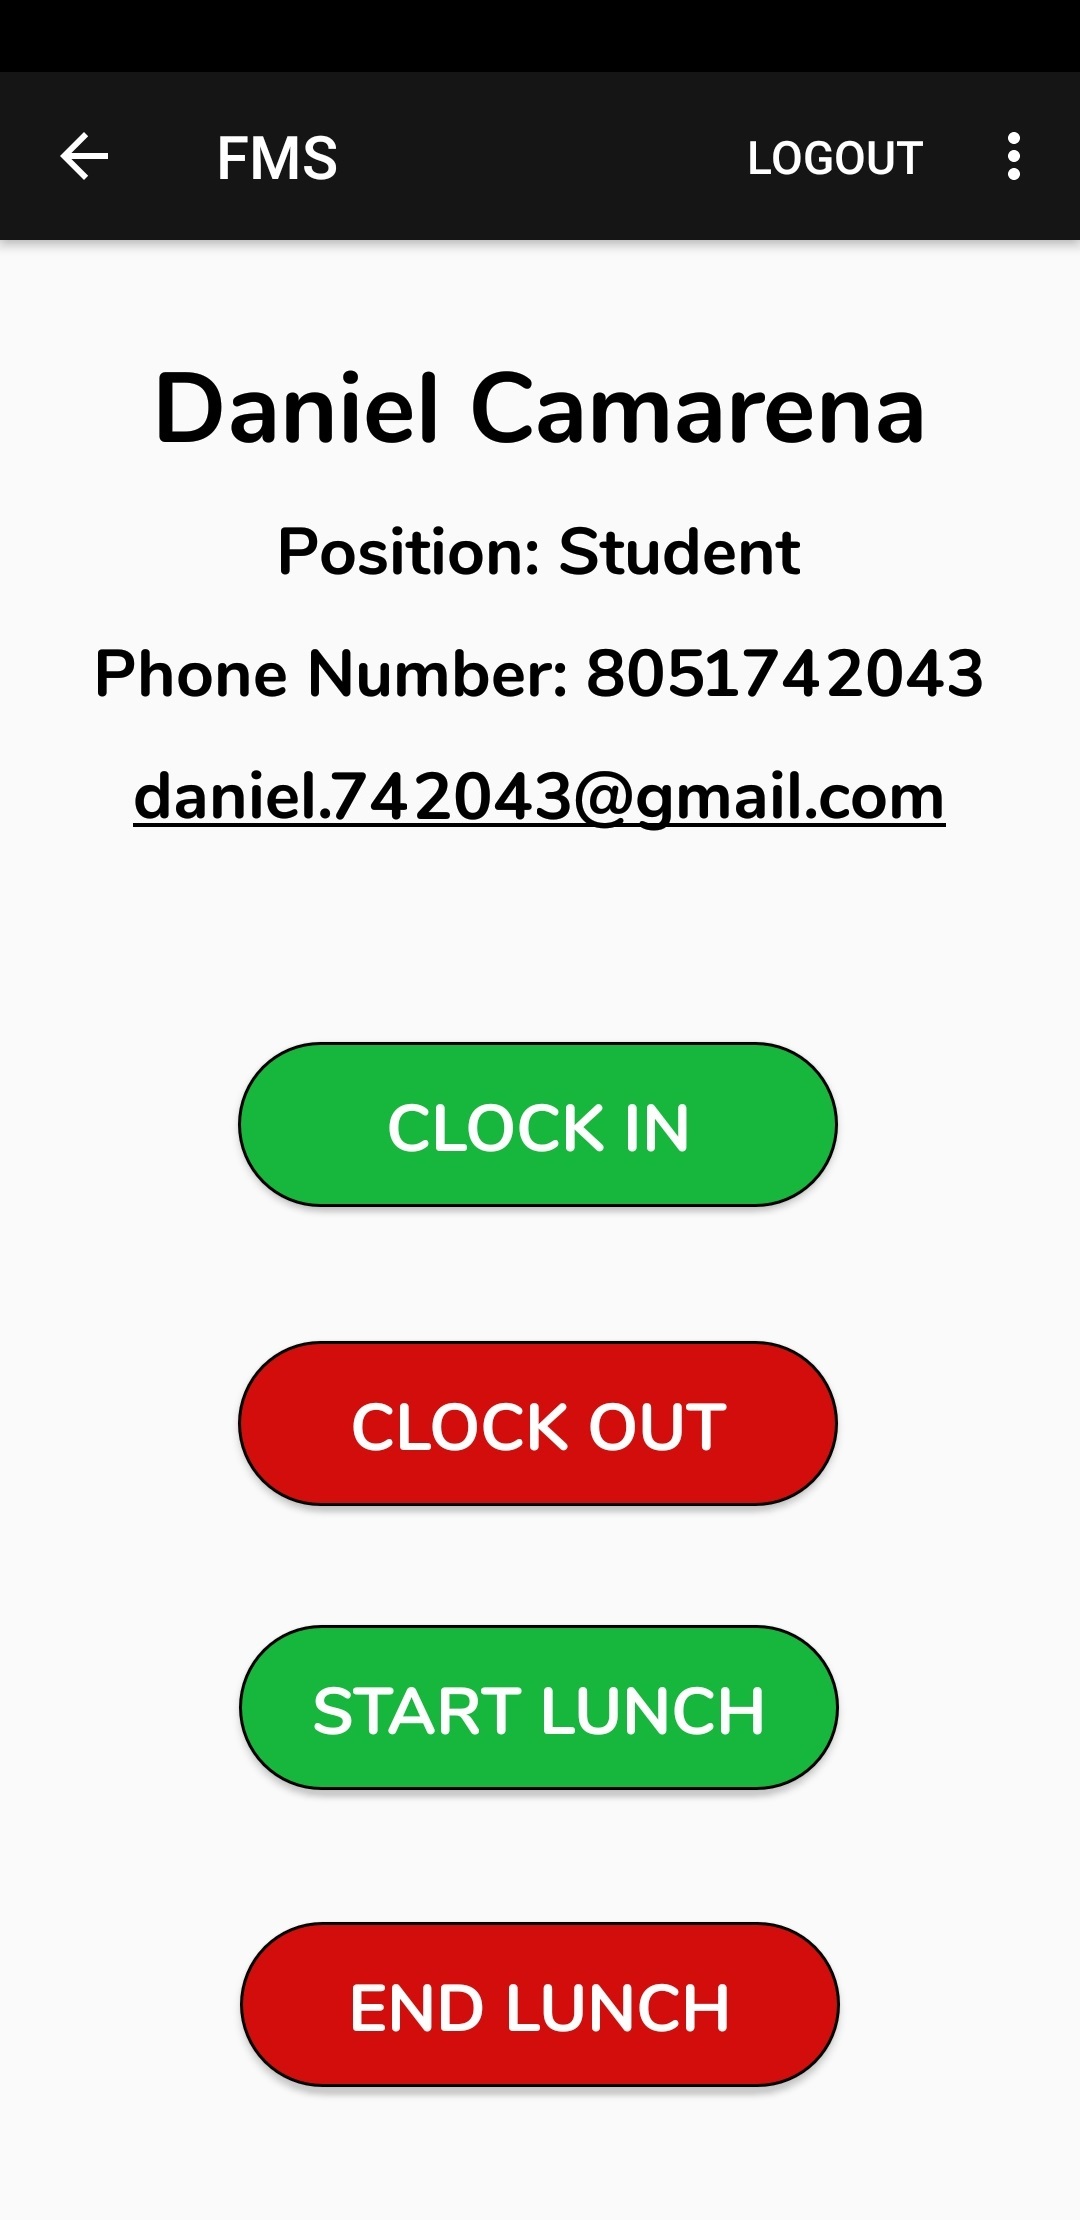 FMS LOGOUT
Daniel Camarena
Position: Student
Phone Number: 8051742043
daniel.742043@gmail.com
CLOCK IN
CLOCK OUT
START LUNCH
END LUNCH